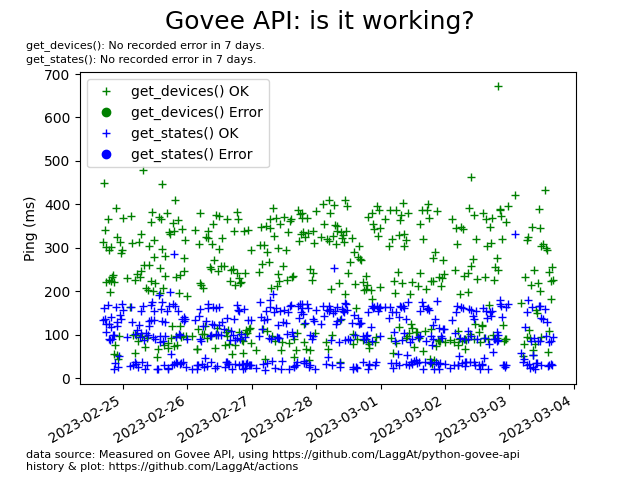 Govee API: is it working?
get_devices(): No recorded error in 7 days.
get_states(): No recorded error in 7 days.
700
600
500
400
300
200
100
0
Ping (ms)
get_devices() OK
get_devices() Error
get_states() OK
get_states() Error
2023-02-25
2023-02-26
2023-02-27
2023-02-28
2023-03-01
2023-03-02
2023-03-03
2023-03-04
data source: Measured on Govee API, using https://github.com/LaggAt/python-govee-api
history & plot: https://github.com/LaggAt/actions